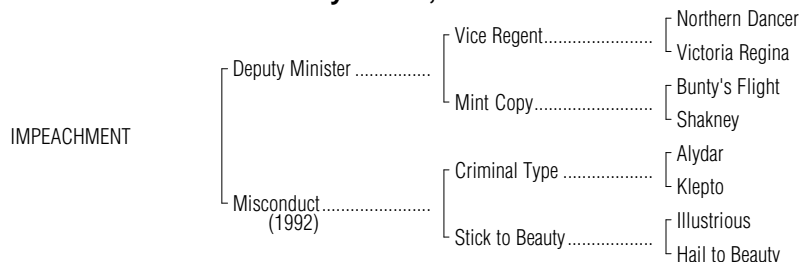 Northern Dancer
Vice Regent........................
Victoria Regina
Deputy Minister ................
Bunty's Flight
Mint Copy..........................
Shakney
IMPEACHMENT
Alydar
Criminal Type ....................
Klepto
Misconduct........................
(1992)
Illustrious
Stick to Beauty..................
Hail to Beauty